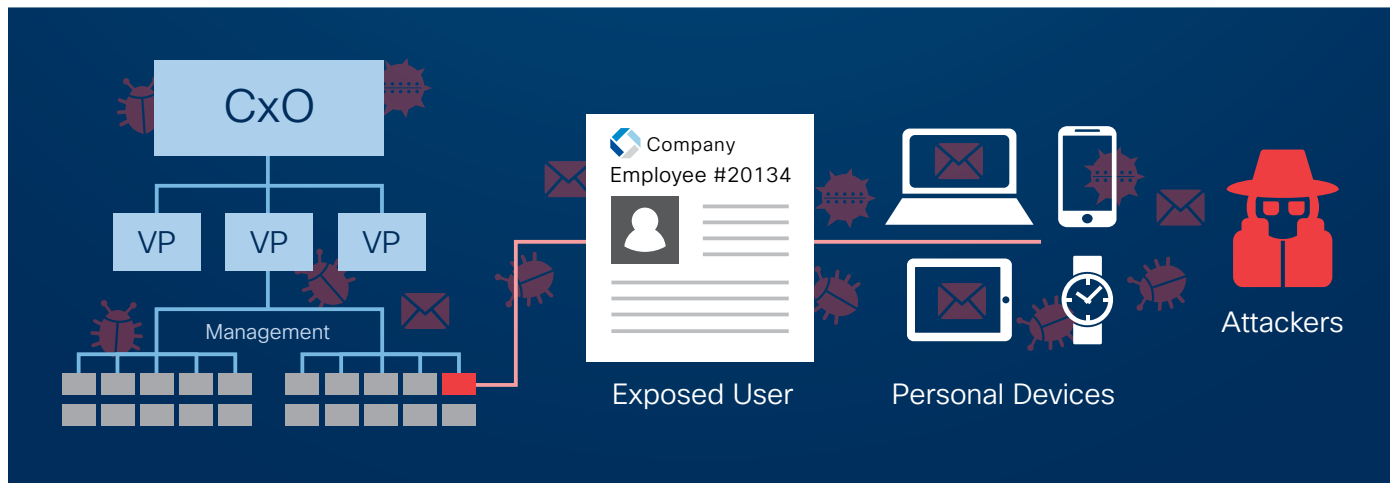 CxO
VP VP VP
Management
Company
Employee #20134
Exposed User
Personal Devices
Attackers